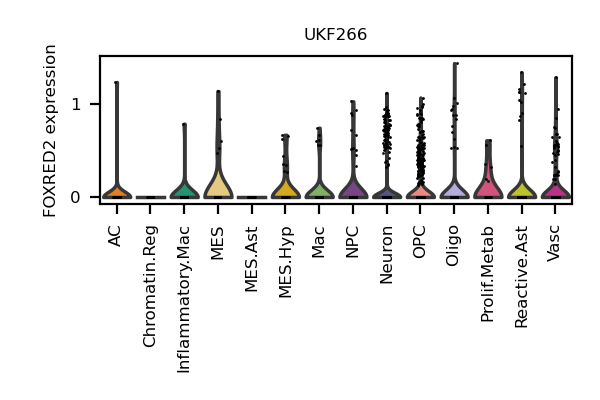 UKF266
FOXRED2 expression
1
0
AC
Chromatin.Reg
Inflammatory.Mac
MES
MES.Ast
MES.Hyp
Mac
NPC
Neuron
OPC
Oligo
Prolif.Metab
Reactive.Ast
Vasc